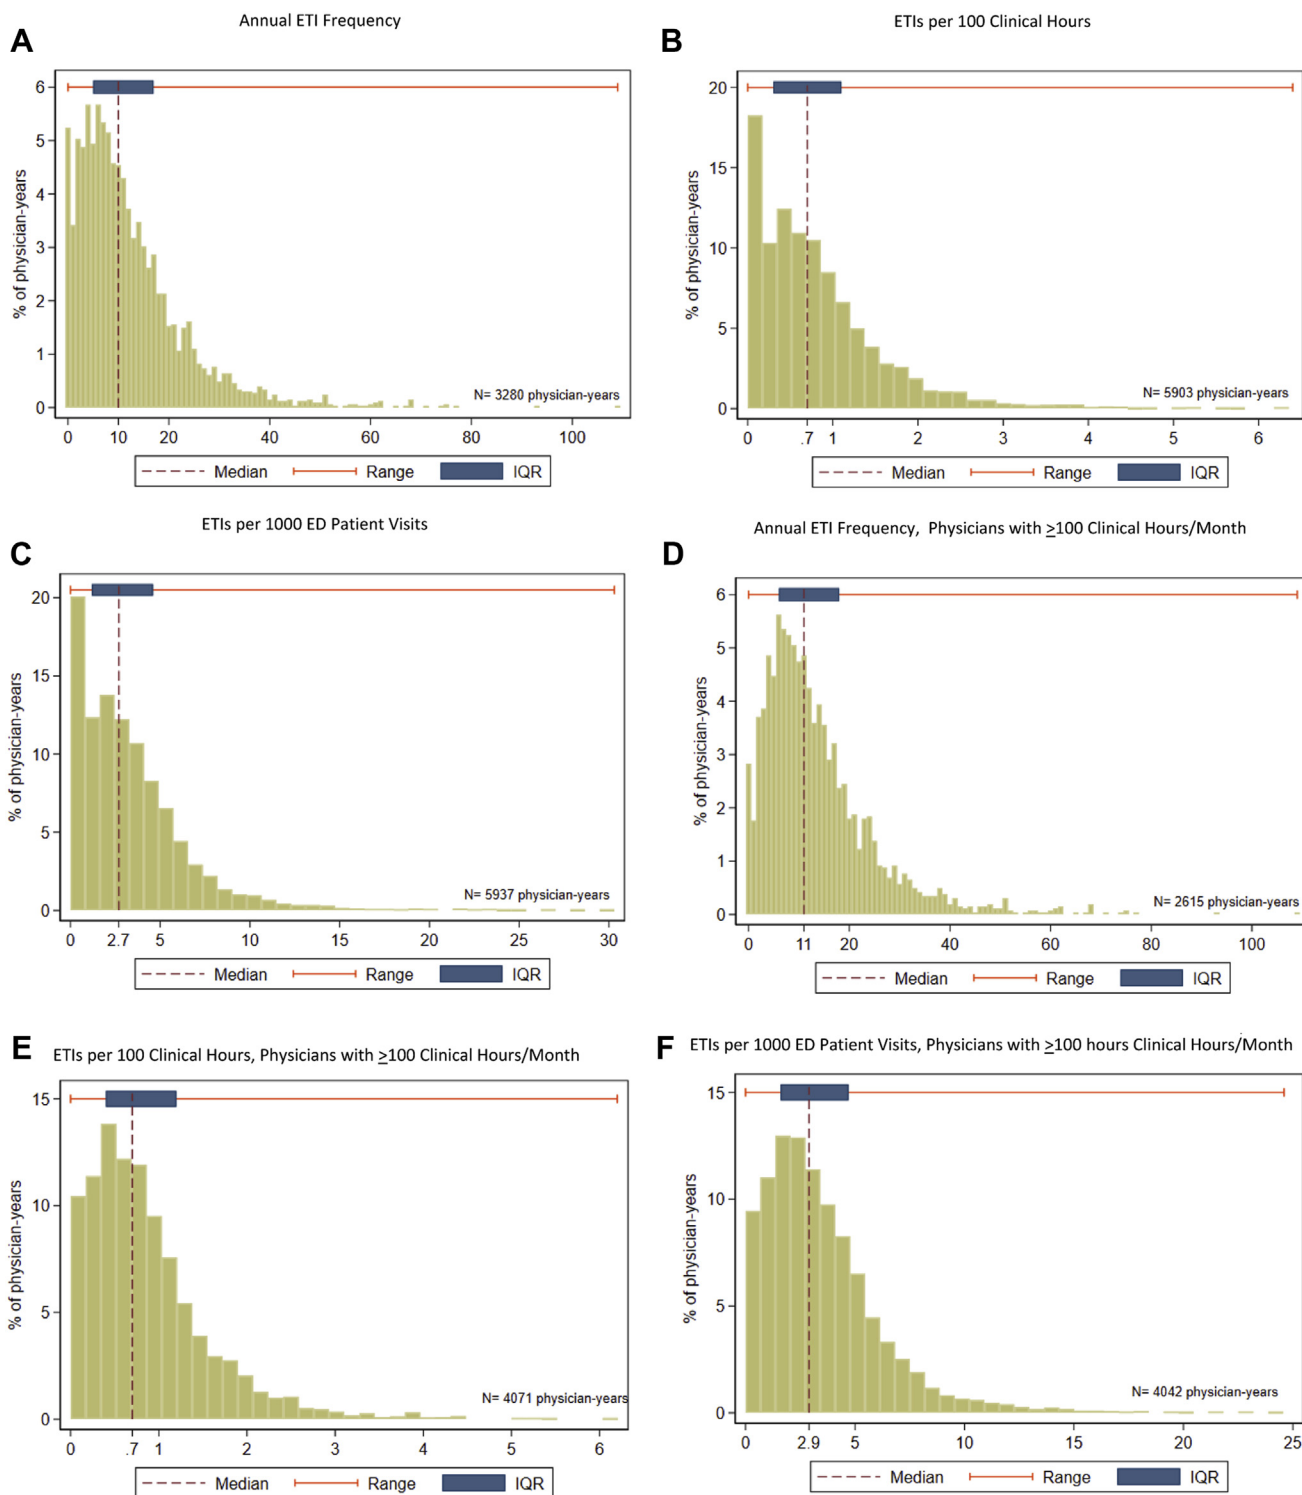 Annual ETI Frequency
A
6
5
4
3
2
1
0
% of physician-years
N= 3280 physician-years
0 10 20 40 60 80 100
Median Range IQR
ETIs per 100 Clinical Hours
B
20
15
10
5
0
% of physician-years
N= 5903 physician-years
0 .7 1 2 3 4 5 6
Median Range IQR
ETIs per 1000 ED Patient Visits
C
20
15
10
5
0
% of physician-years
N= 5937 physician-years
0 2.7 5 10 15 20 25 30
Median Range IQR
Annual ETI Frequency, Physicians with ≥100 Clinical Hours/Month
D
6
5
4
3
2
1
0
% of physician-years
N= 2615 physician-years
0 11 20 40 60 80 100
Median Range IQR
E
ETIs per 100 Clinical Hours, Physicians with ≥100 Clinical Hours/Month
15
10
5
0
% of physician-years
N= 4071 physician-years
0 .7 1 2 3 4 5 6
Median Range IQR
F
ETIs per 1000 ED Patient Visits, Physicians with ≥100 hours Clinical Hours/Month
15
10
5
0
% of physician-years
N= 4042 physician-years
0 2.9 5 10 15 20 25
Median Range IQR